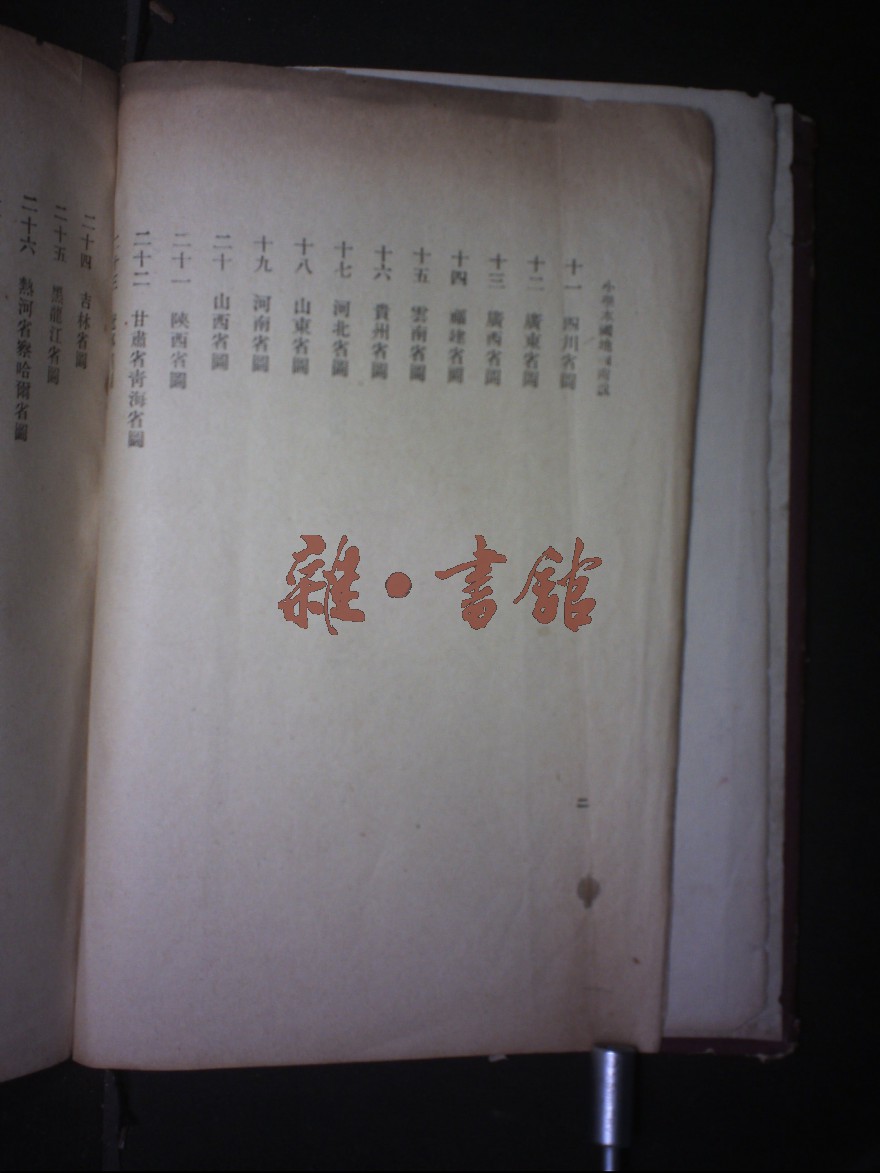 小學本國地圖附說
十一 四川省圖
十二 廣東省圖
十三 廣西省圖
十四 福建省圖
十五 雲南省圖
十六 貴州省圖
十七 河北省圖
十八 山東省圖
十九 河南省圖
二十 山西省圖
二十一 陝西省圖
二十二 甘肅省靑海省圖
二十四 吉林省圖
二十五 黑龍江省圖
二十六 熱河省察哈爾省圖
二
雜·書館